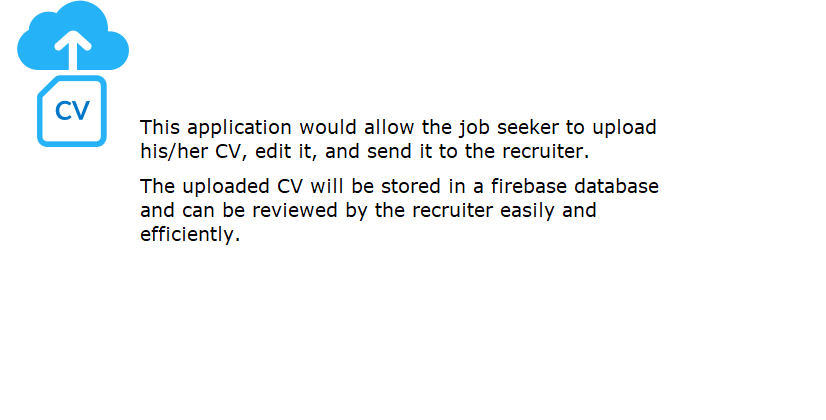 CV
This application would allow the job seeker to upload
his/her CV, edit it, and send it to the recruiter.
The uploaded CV will be stored in a firebase database
and can be reviewed by the recruiter easily and
efficiently.